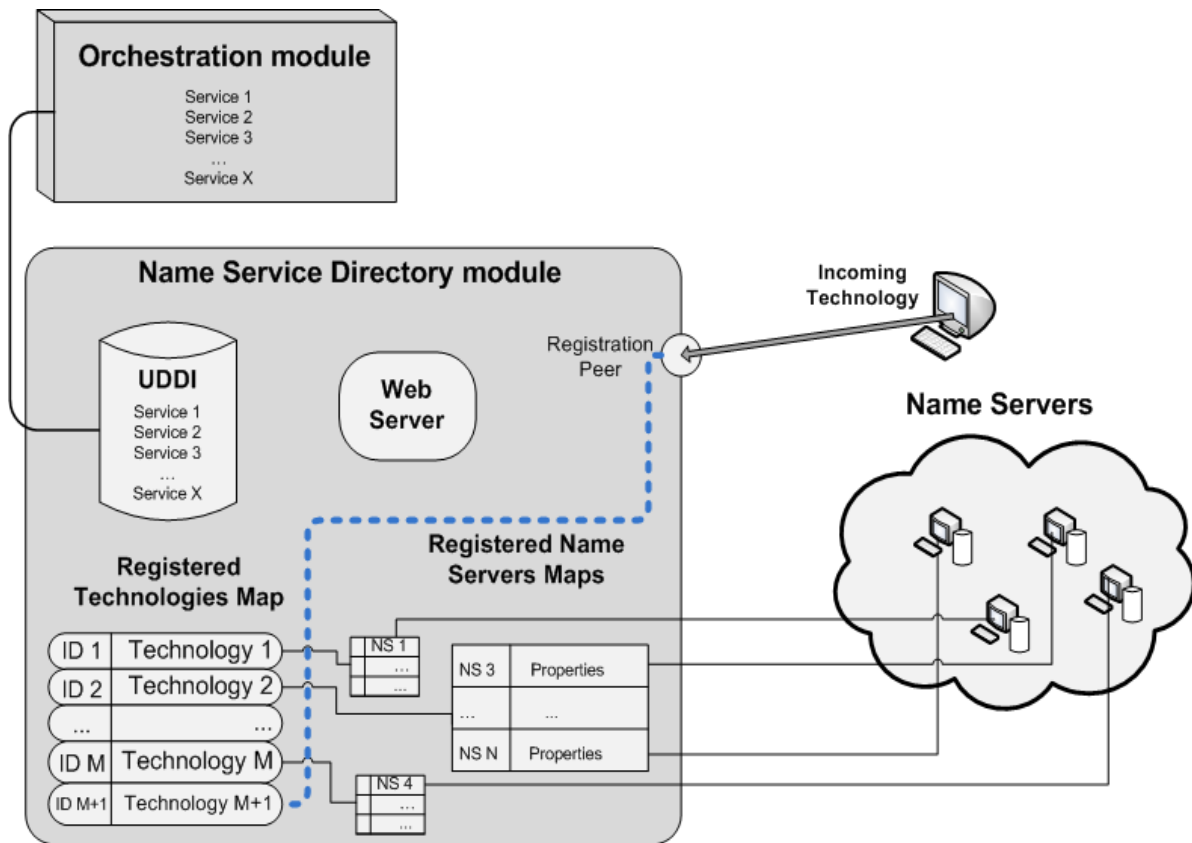 Orchestration module
Service 1
Service 2
Service 3
...
Service X
Name Service Directory module
Incoming
Technology
Registration
Peer
UDDI
Service 1
Service 2
Service 3
...
Service X
Web
Server
Name Servers
Registered
Technologies Map
Registered Name
Servers Maps
ID 1 Technology 1
ID 2 Technology 2
... ...
ID M Technology M
ID M+1 Technology M+1
NS 1
...
...
NS 3 Properties
... ...
NS N Properties
NS 4
...
...